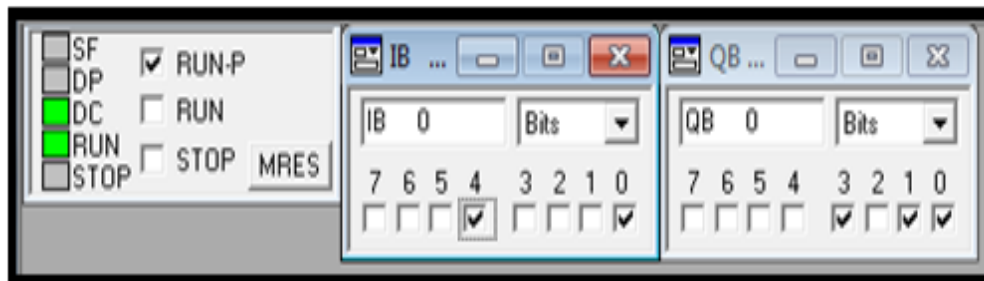 SF
DP
DC
RUN
STOP
RUN-P
RUN
STOP
MRES
IB ...
IB 0
Bits
7 6 5 4 3 2 1 0
QB ...
QB 0
Bits
7 6 5 4 3 2 1 0